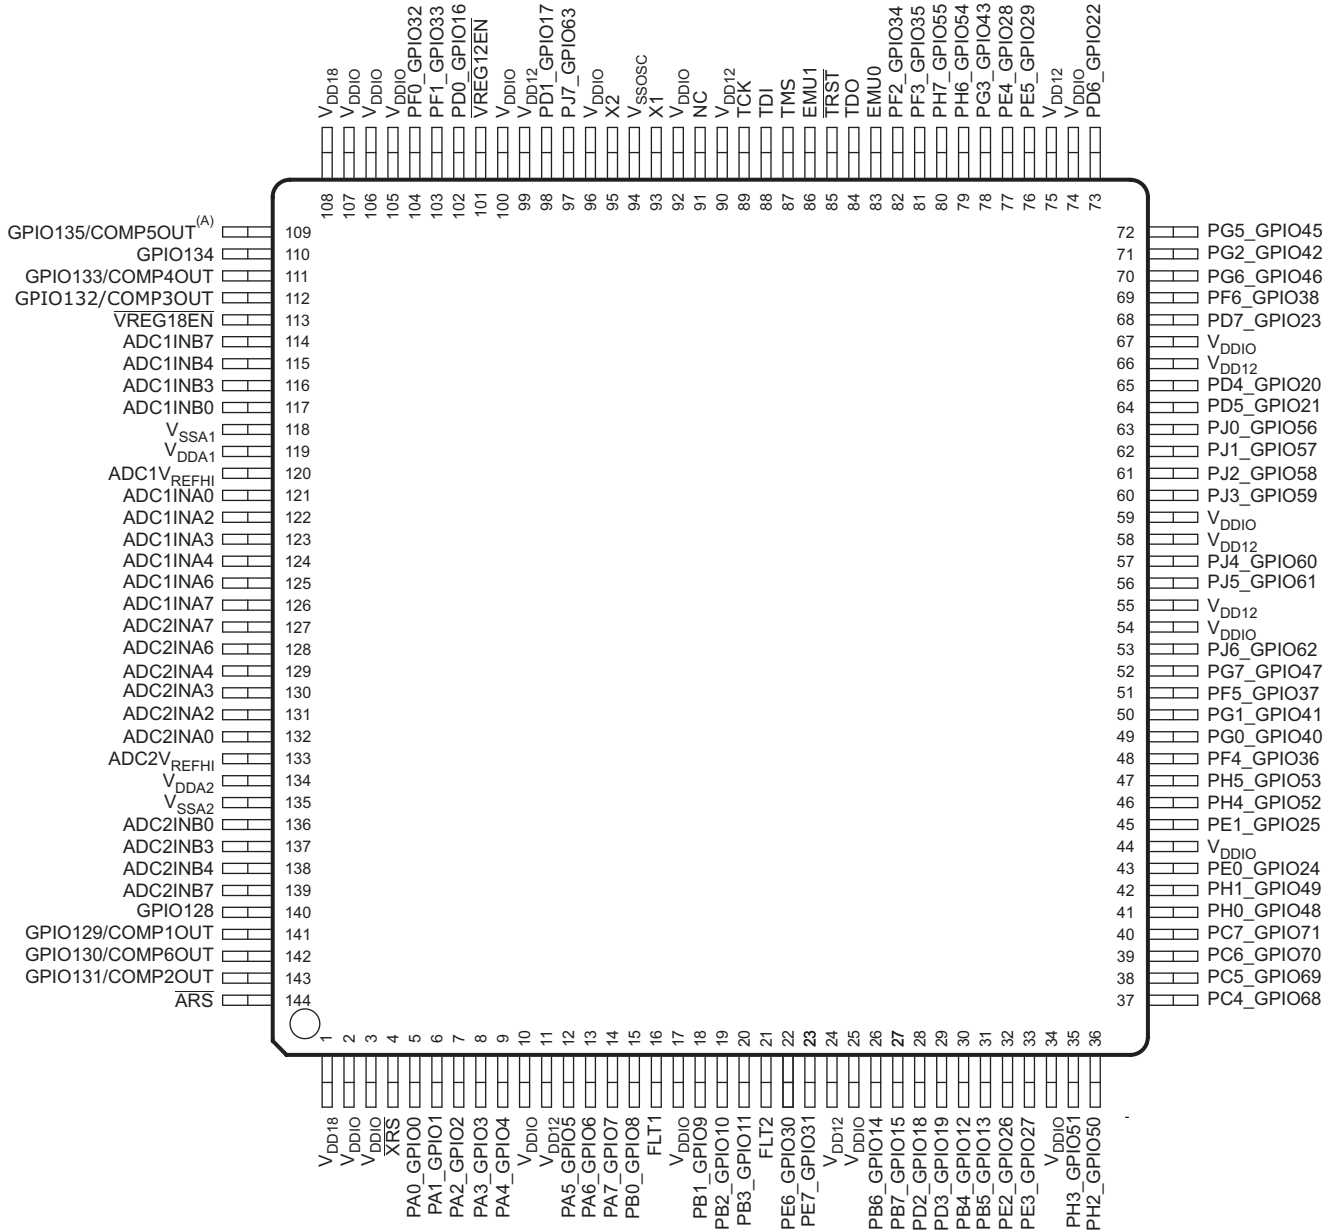 VDD18
VDDIO
VDDIO
VDDIO
PF0_GPIO32
PF1_GPIO33
PD0_GPIO16
VREG12EN
VDDIO
VDD12
PD1_GPIO17
PJ7_GPIO63
VDDIO
X2
VSSOSC
X1
VDDIO
NC
VDD12
TCK
TDI
TMS
EMU1
TRST
TDO
EMU0
PF2_GPIO34
PF3_GPIO35
PH7_GPIO55
PH6_GPIO54
PG3_GPIO43
PE4_GPIO28
PE5_GPIO29
VDD12
VDDIO
PD6_GPIO22
108
107
106
105
104
103
102
101
100
99
98
97
96
95
94
93
92
91
90
89
88
87
86
85
84
83
82
81
80
79
78
77
76
75
74
73
GPIO135/COMP5OUT(A) 109
GPIO134 110
GPIO133/COMP4OUT 111
GPIO132/COMP3OUT 112
VREG18EN 113
ADC1INB7 114
ADC1INB4 115
ADC1INB3 116
ADC1INB0 117
VSSA1 118
VDDA1 119
ADC1VREFHI 120
ADC1INA0 121
ADC1INA2 122
ADC1INA3 123
ADC1INA4 124
ADC1INA6 125
ADC1INA7 126
ADC2INA7 127
ADC2INA6 128
ADC2INA4 129
ADC2INA3 130
ADC2INA2 131
ADC2INA0 132
ADC2VREFHI 133
VDDA2 134
VSSA2 135
ADC2INB0 136
ADC2INB3 137
ADC2INB4 138
ADC2INB7 139
GPIO128 140
GPIO129/COMP1OUT 141
GPIO130/COMP6OUT 142
GPIO131/COMP2OUT 143
ARS 144
72 PG5_GPIO45
71 PG2_GPIO42
70 PG6_GPIO46
69 PF6_GPIO38
68 PD7_GPIO23
67 VDDIO
66 VDD12
65 PD4_GPIO20
64 PD5_GPIO21
63 PJ0_GPIO56
62 PJ1_GPIO57
61 PJ2_GPIO58
60 PJ3_GPIO59
59 VDDIO
58 VDD12
57 PJ4_GPIO60
56 PJ5_GPIO61
55 VDD12
54 VDDIO
53 PJ6_GPIO62
52 PG7_GPIO47
51 PF5_GPIO37
50 PG1_GPIO41
49 PG0_GPIO40
48 PF4_GPIO36
47 PH5_GPIO53
46 PH4_GPIO52
45 PE1_GPIO25
44 VDDIO
43 PE0_GPIO24
42 PH1_GPIO49
41 PH0_GPIO48
40 PC7_GPIO71
39 PC6_GPIO70
38 PC5_GPIO69
37 PC4_GPIO68
1
2
3
4
5
6
7
8
9
10
11
12
13
14
15
16
17
18
19
20
21
22
23
24
25
26
27
28
29
30
31
32
33
34
35
36
VDD18
VDDIO
VDDIO
XRS
PA0_GPIO0
PA1_GPIO1
PA2_GPIO2
PA3_GPIO3
PA4_GPIO4
VDDIO
VDD12
PA5_GPIO5
PA6_GPIO6
PA7_GPIO7
PB0_GPIO8
FLT1
VDDIO
PB1_GPIO9
PB2_GPIO10
PB3_GPIO11
FLT2
PE6_GPIO30
PE7_GPIO31
VDD12
VDDIO
PB6_GPIO14
PB7_GPIO15
PD2_GPIO18
PD3_GPIO19
PB4_GPIO12
PB5_GPIO13
PE2_GPIO26
PE3_GPIO27
VDDIO
PH3_GPIO51
PH2_GPIO50